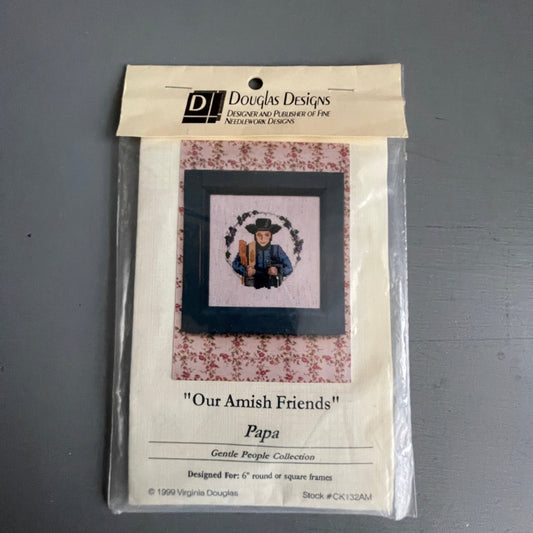 D
Douglas Designs
Designer and Publisher of Fine
Needlework Designs
"Our Amish Friends"
Papa
Gentle People Collection
Designed For: 6" round or square frames
© 1999 Virginia Douglas
Stock #CK132AM